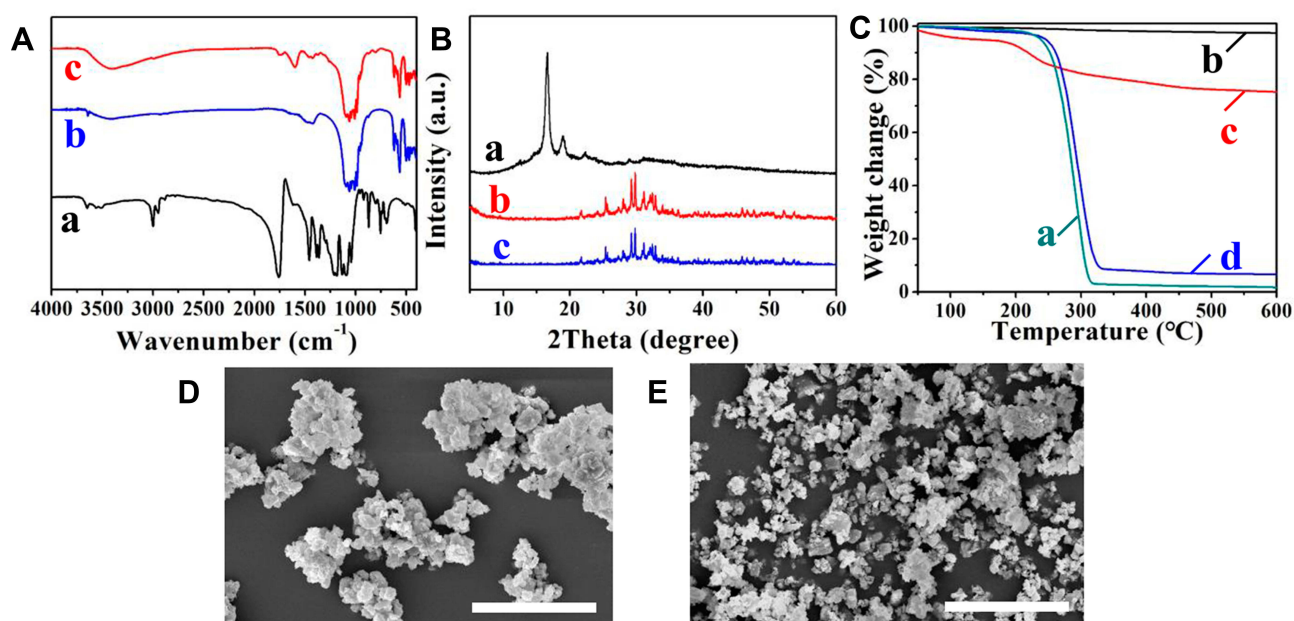 A
c
b
a
4000 3500 3000 2500 2000 1500 1000 500
Wavenumber (cm-1)
B
Intensity (a.u.)
a
b
c
10 20 30 40 50 60
2Theta (degree)
C
Weight change (%)
100
80
60
40
20
0
b
c
a
d
100 200 300 400 500 600
Temperature (°C)
D
E